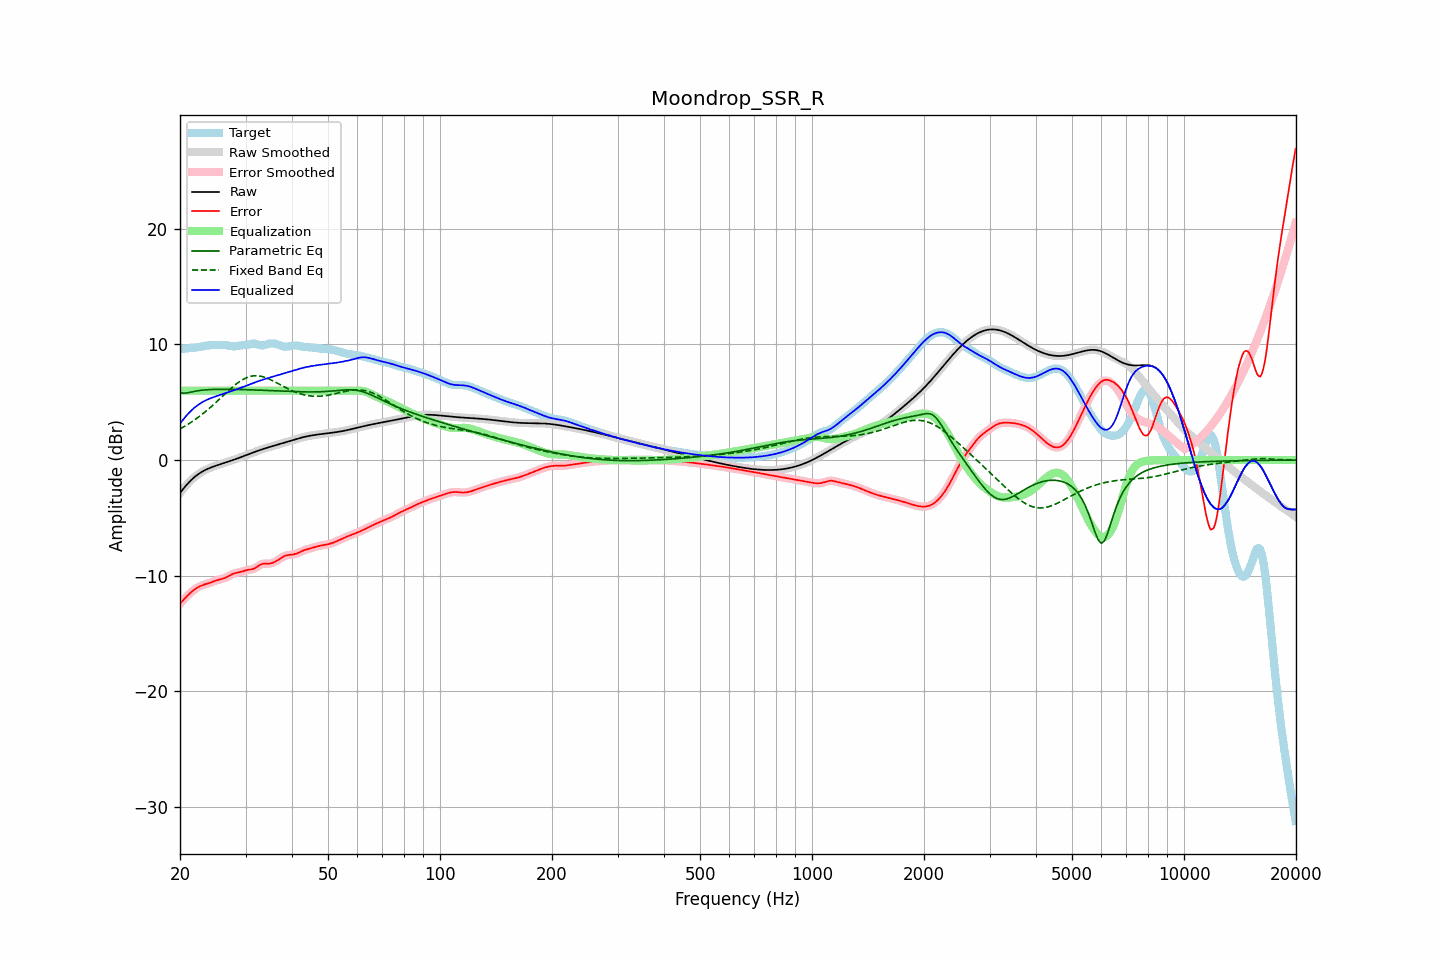 Moondrop_SSR_R
Target
Raw Smoothed
Error Smoothed
Raw
Error
Equalization
Parametric Eq
Fixed Band Eq
Equalized
20
10
0
−10
−20
−30
Amplitude (dBr)
20 50 100 200 500 1000 2000 5000 10000 20000
Frequency (Hz)